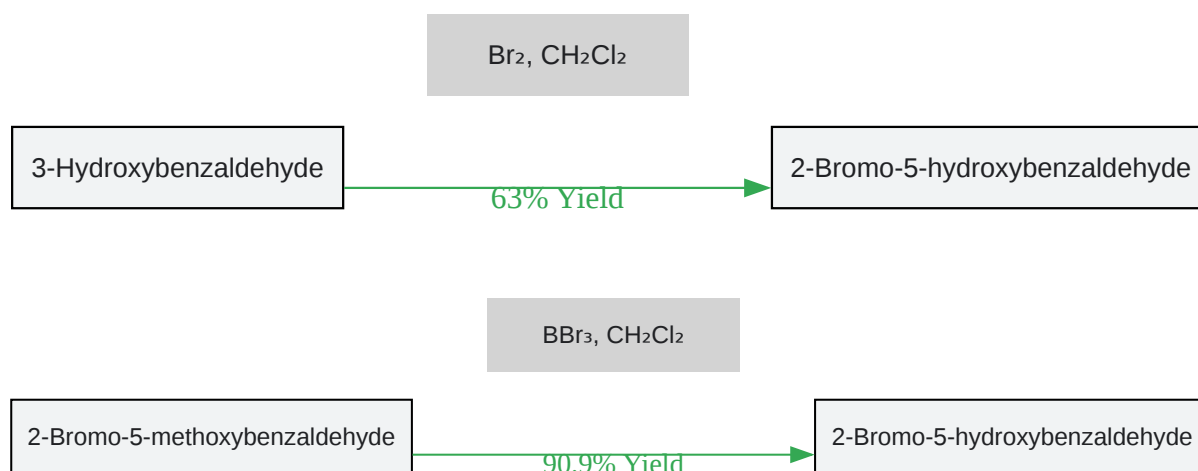 Br₂, CH₂Cl₂
3-Hydroxybenzaldehyde
2-Bromo-5-hydroxybenzaldehyde
63% Yield
BBr₃, CH₂Cl₂
2-Bromo-5-methoxybenzaldehyde
2-Bromo-5-hydroxybenzaldehyde
90.9% Yield